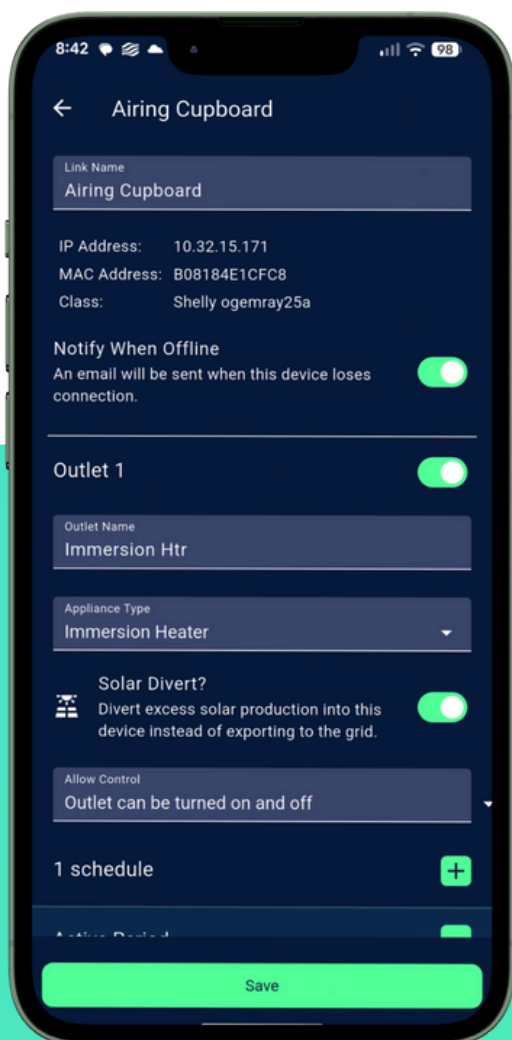 8:42
98
Airing Cupboard
Link Name
Airing Cupboard
IP Address: 10.32.15.171
MAC Address: B08184E1CFC8
Class: Shelly ogemray25a
Notify When Offline
An email will be sent when this device loses
connection.
Outlet 1
Outlet Name
Immersion Htr
Appliance Type
Immersion Heater
Solar Divert?
Divert excess solar production into this
device instead of exporting to the grid.
Allow Control
Outlet can be turned on and off
1 schedule
Active Period
Save